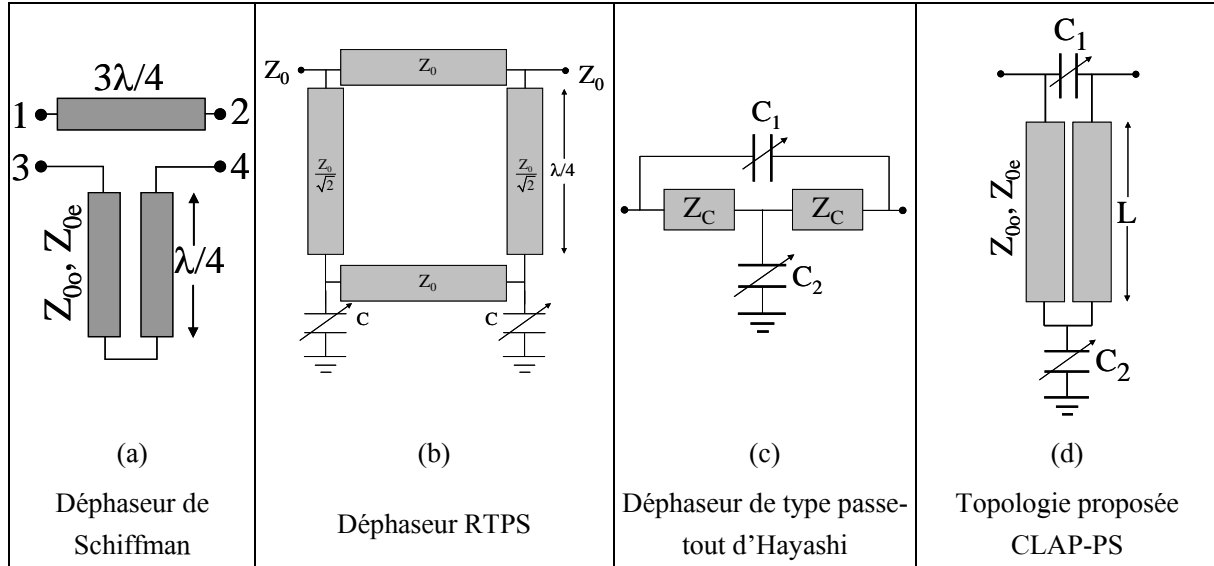 3λ/4
1
2
3
4
Z0o, Z0e
λ/4
(a)
Déphaseur de
Schiffman
Z0
Z0
Z0
Z0/√2
Z0/√2
λ/4
Z0
C
C
(b)
Déphaseur RTPS
C1
ZC
ZC
C2
(c)
Déphaseur de type passe-
tout d’Hayashi
C1
Z0o, Z0e
L
C2
(d)
Topologie proposée
CLAP-PS